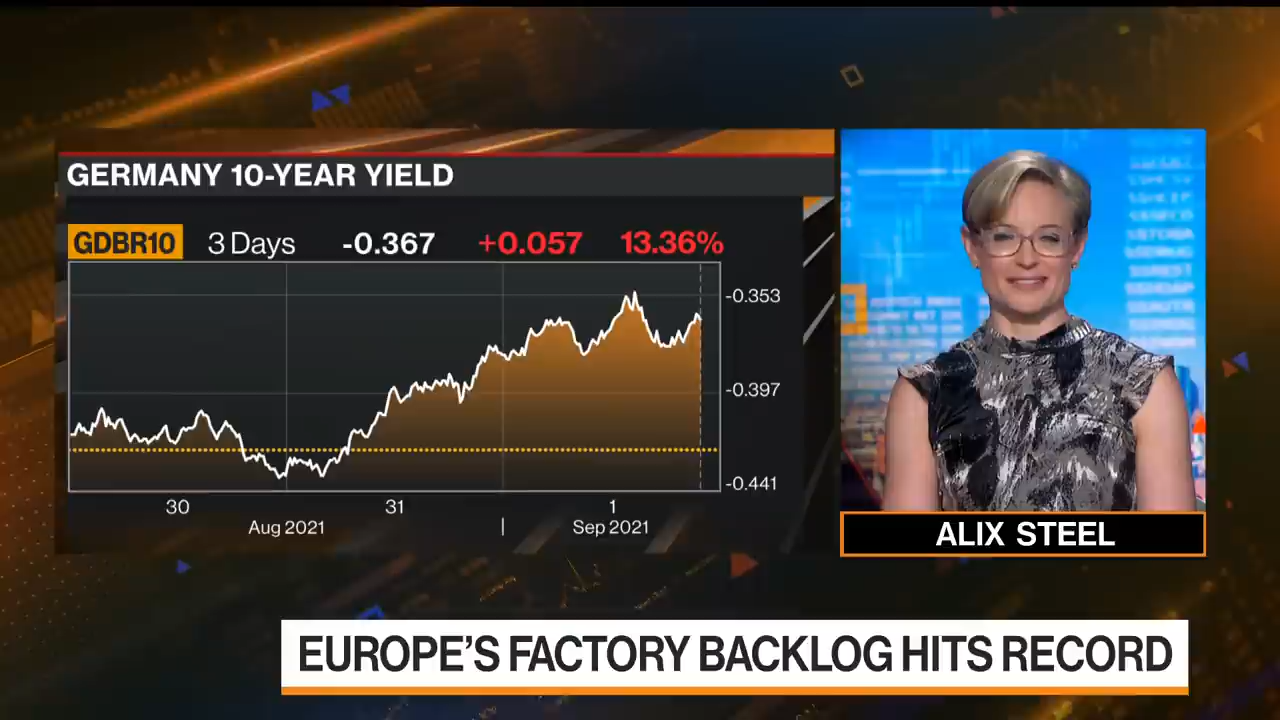 GERMANY 10-YEAR YIELD
GDBR10 3 Days -0.367 +0.057 13.36%
-0.353
-0.397
-0.441
30 31 1
Aug 2021 | Sep 2021
ALIX STEEL
EUROPE'S FACTORY BACKLOG HITS RECORD